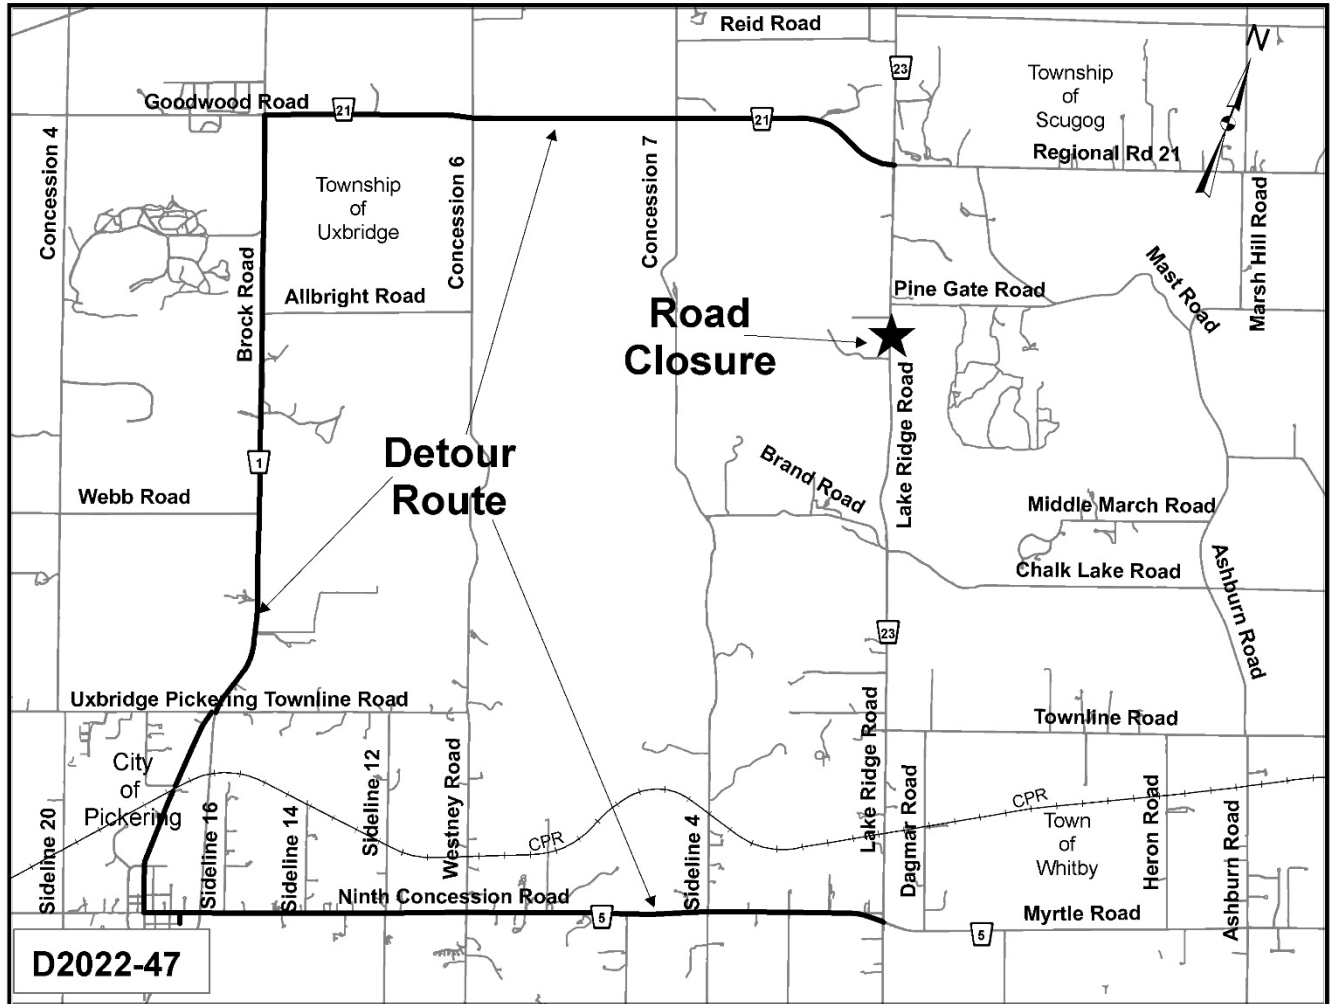 Reid Road
N
23
Township
of
Scugog
Goodwood Road
21
21
Regional Rd 21
Concession 4
Township
of
Uxbridge
Concession 6
Concession 7
Marsh Hill Road
Mast Road
Brock Road
Allbright Road
Pine Gate Road
Road
Closure
Lake Ridge Road
Detour
Route
1
Webb Road
Brand Road
Middle March Road
Chalk Lake Road
Ashburn Road
23
Uxbridge Pickering Townline Road
Lake Ridge Road
Townline Road
City
of
Pickering
Sideline 20
Sideline 16
Sideline 14
Sideline 12
Westney Road
CPR
Sideline 4
Dagmar Road
CPR
Town
of
Whitby
Heron Road
Ashburn Road
Ninth Concession Road
5
Myrtle Road
5
D2022-47